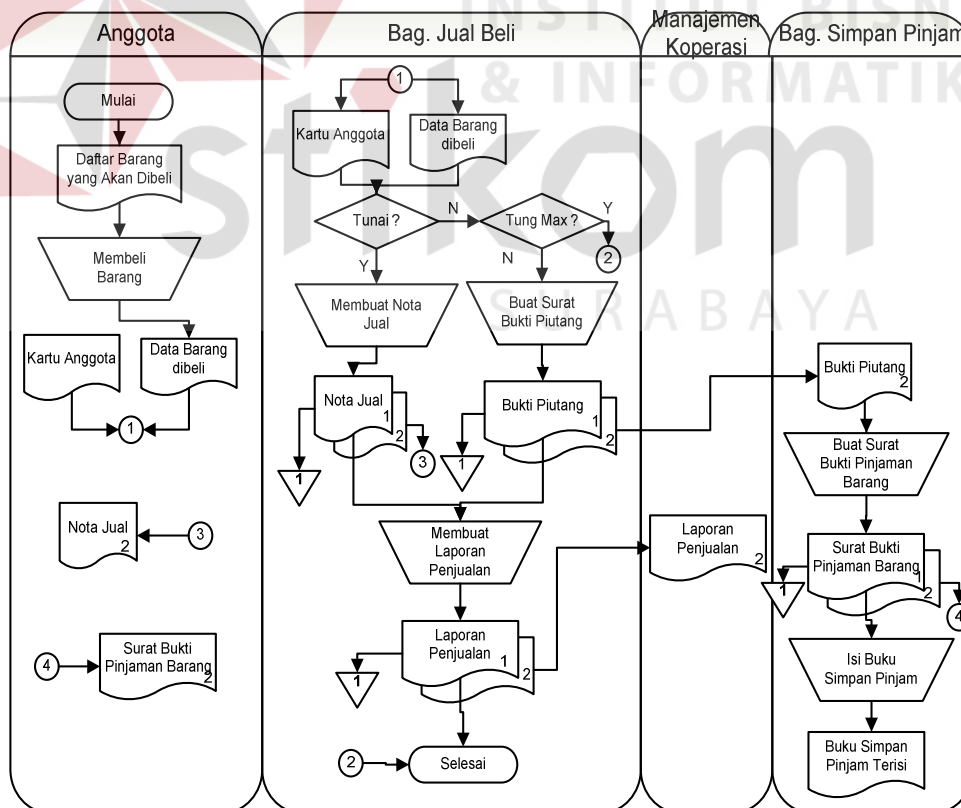 INSTITUT BISN
& INFORMATIK
stikom
SURABAYA
Anggota
Bag. Jual Beli
Manajemen
Koperasi
Bag. Simpan Pinjam
Mulai
Daftar Barang
yang Akan Dibeli
Membeli
Barang
Kartu Anggota
Data Barang
dibeli
1
Nota Jual
2
3
4
Surat Bukti
Pinjaman Barang
2
1
Kartu Anggota
Data Barang
dibeli
Tunai ?
N
Tung Max ?
Y
2
Y
N
Membuat Nota
Jual
Buat Surat
Bukti Piutang
Nota Jual
1
2
1
3
Bukti Piutang
1
2
1
Membuat
Laporan
Penjualan
Laporan
Penjualan
1
2
1
2
Selesai
Laporan
Penjualan
2
Bukti Piutang
2
Buat Surat
Bukti Pinjaman
Barang
Surat Bukti
Pinjaman Barang
1
2
1
4
Isi Buku
Simpan Pinjam
Buku Simpan
Pinjam Terisi